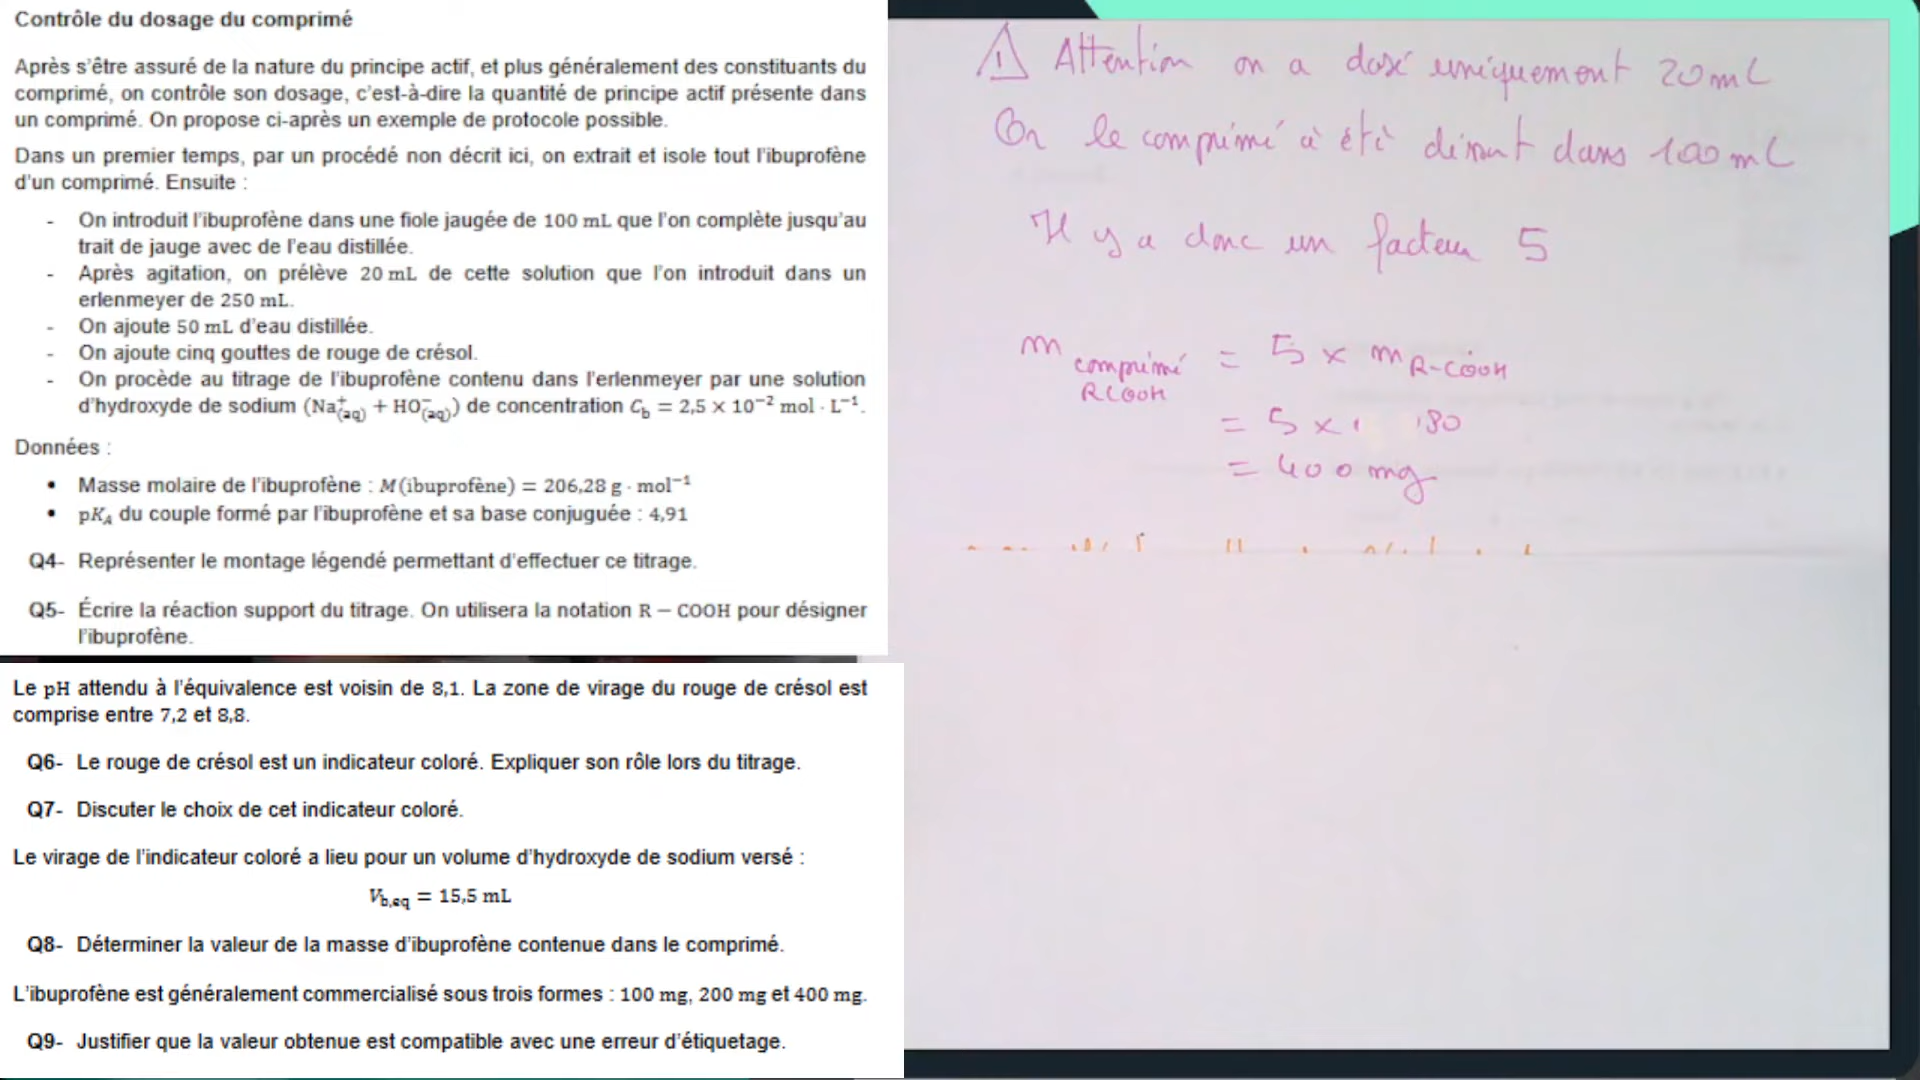 Contrôle du dosage du comprimé
Après s'être assuré de la nature du principe actif, et plus généralement des constituants du
comprimé, on contrôle son dosage, c'est-à-dire la quantité de principe actif présente dans
un comprimé. On propose ci-après un exemple de protocole possible.
Dans un premier temps, par un procédé non décrit ici, on extrait et isole tout l'ibuprofène
d'un comprimé. Ensuite :
- On introduit l'ibuprofène dans une fiole jaugée de 100 mL que l'on complète jusqu'au
trait de jauge avec de l'eau distillée.
- Après agitation, on prélève 20 mL de cette solution que l'on introduit dans un
erlenmeyer de 250 mL.
- On ajoute 50 mL d'eau distillée.
- On ajoute cinq gouttes de rouge de crésol.
- On procède au titrage de l'ibuprofène contenu dans l'erlenmeyer par une solution
d'hydroxyde de sodium (Na⁺(aq) + HO⁻(aq)) de concentration C_b = 2,5 × 10⁻² mol · L⁻¹.
Données :
• Masse molaire de l'ibuprofène : M(ibuprofène) = 206,28 g · mol⁻¹
• pK_A du couple formé par l'ibuprofène et sa base conjuguée : 4,91
Q4- Représenter le montage légendé permettant d'effectuer ce titrage.
Q5- Écrire la réaction support du titrage. On utilisera la notation R − COOH pour désigner
l'ibuprofène.
Le pH attendu à l'équivalence est voisin de 8,1. La zone de virage du rouge de crésol est
comprise entre 7,2 et 8,8.
Q6- Le rouge de crésol est un indicateur coloré. Expliquer son rôle lors du titrage.
Q7- Discuter le choix de cet indicateur coloré.
Le virage de l'indicateur coloré a lieu pour un volume d'hydroxyde de sodium versé :
V_b,eq = 15,5 mL
Q8- Déterminer la valeur de la masse d'ibuprofène contenue dans le comprimé.
L'ibuprofène est généralement commercialisé sous trois formes : 100 mg, 200 mg et 400 mg.
Q9- Justifier que la valeur obtenue est compatible avec une erreur d'étiquetage.
⚠ Attention on a dosé uniquement 20 mL
Or le comprimé à été dissout dans 100 mL
Il y a donc un facteur 5
m comprimé RCOOH = 5 × m R-COOH
= 5 × 80
= 400 mg